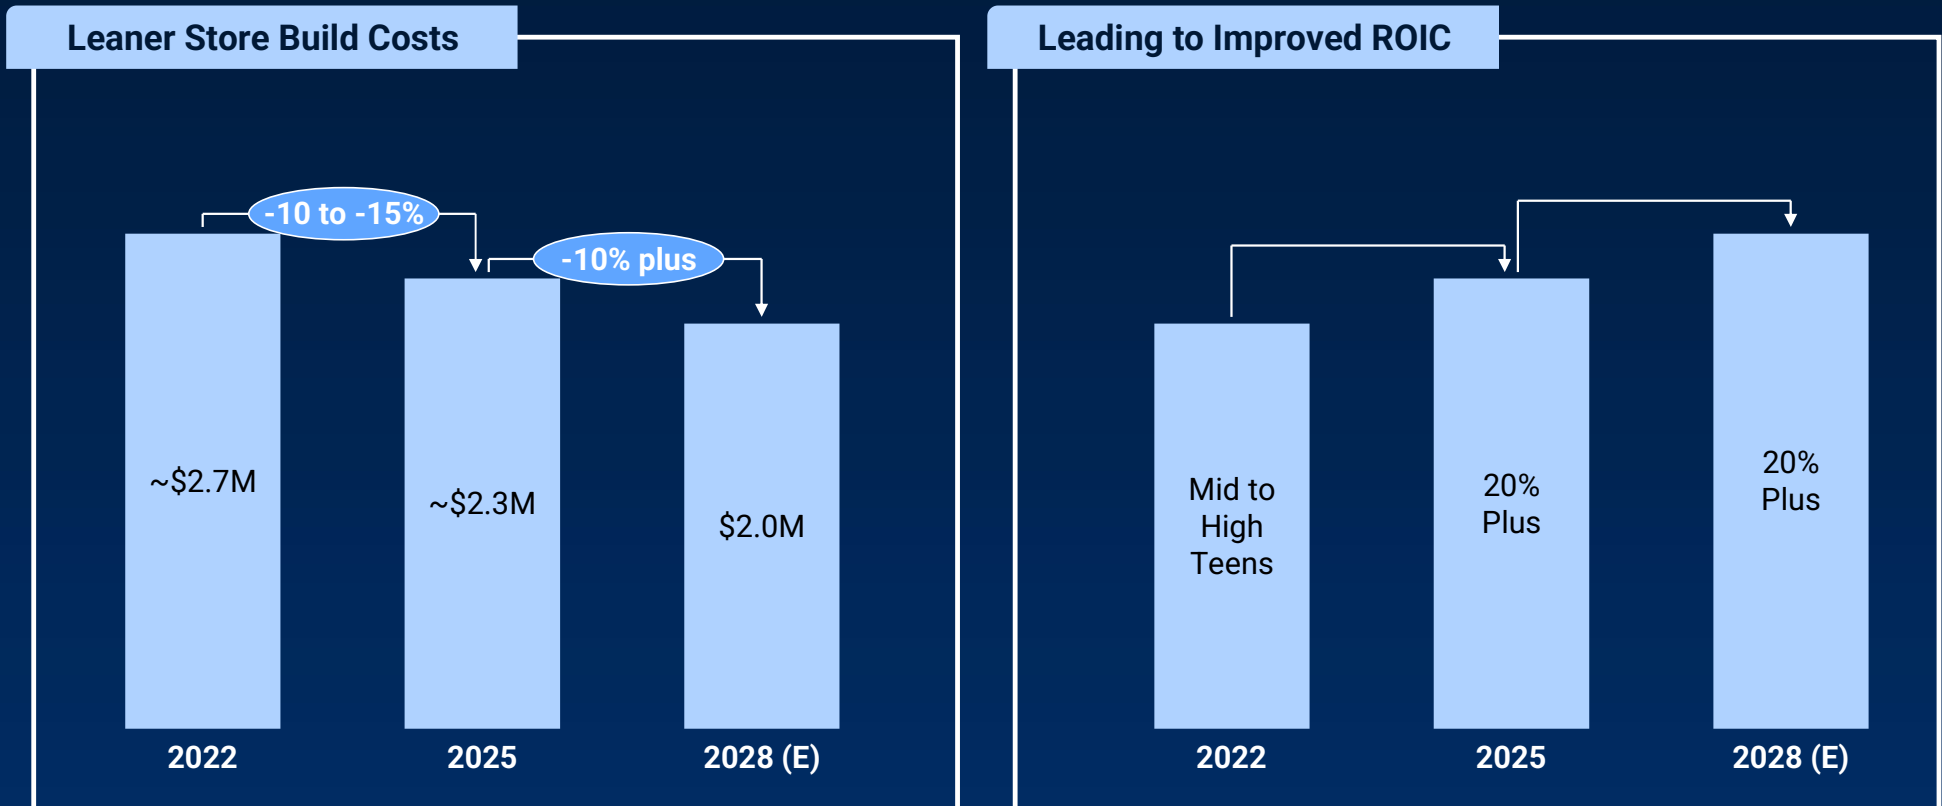 Leaner Store Build Costs
-10 to -15%
-10% plus
~$2.7M
~$2.3M
$2.0M
2022
2025
2028 (E)
Leading to Improved ROIC
Mid to
High
Teens
20%
Plus
20%
Plus
2022
2025
2028 (E)